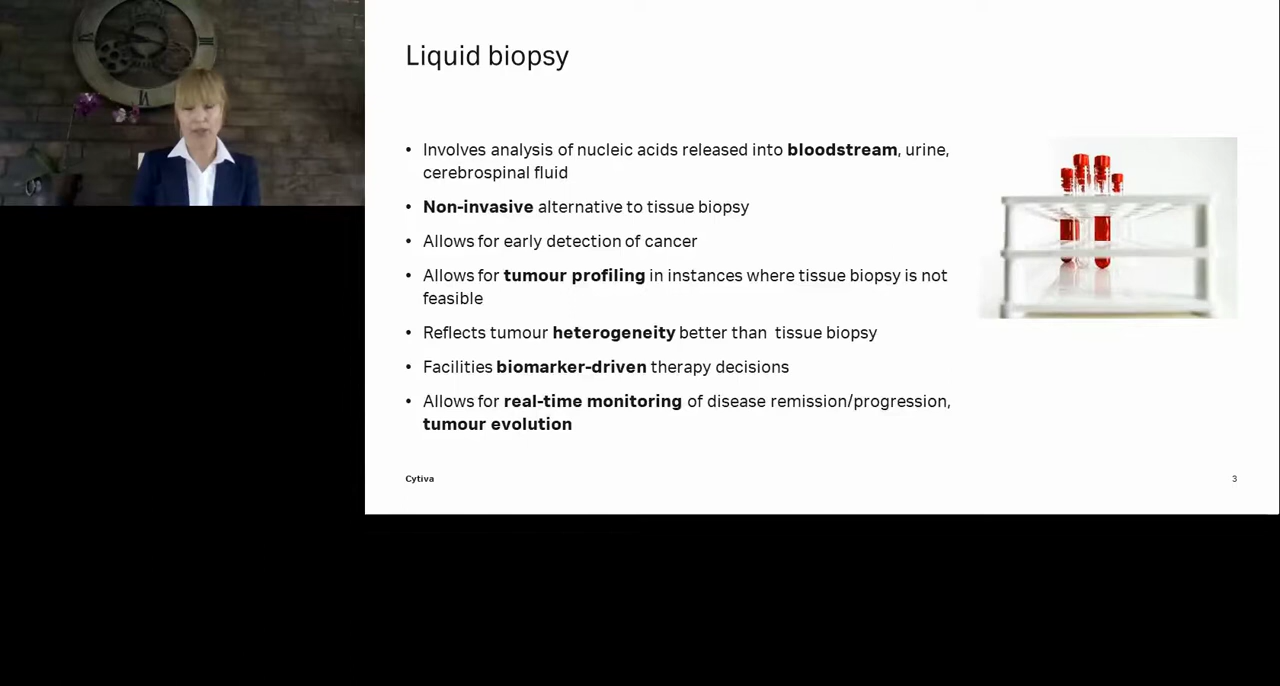 Liquid biopsy
• Involves analysis of nucleic acids released into bloodstream, urine,
cerebrospinal fluid
• Non-invasive alternative to tissue biopsy
• Allows for early detection of cancer
• Allows for tumour profiling in instances where tissue biopsy is not
feasible
• Reflects tumour heterogeneity better than  tissue biopsy
• Facilities biomarker-driven therapy decisions
• Allows for real-time monitoring of disease remission/progression,
tumour evolution
Cytiva
3